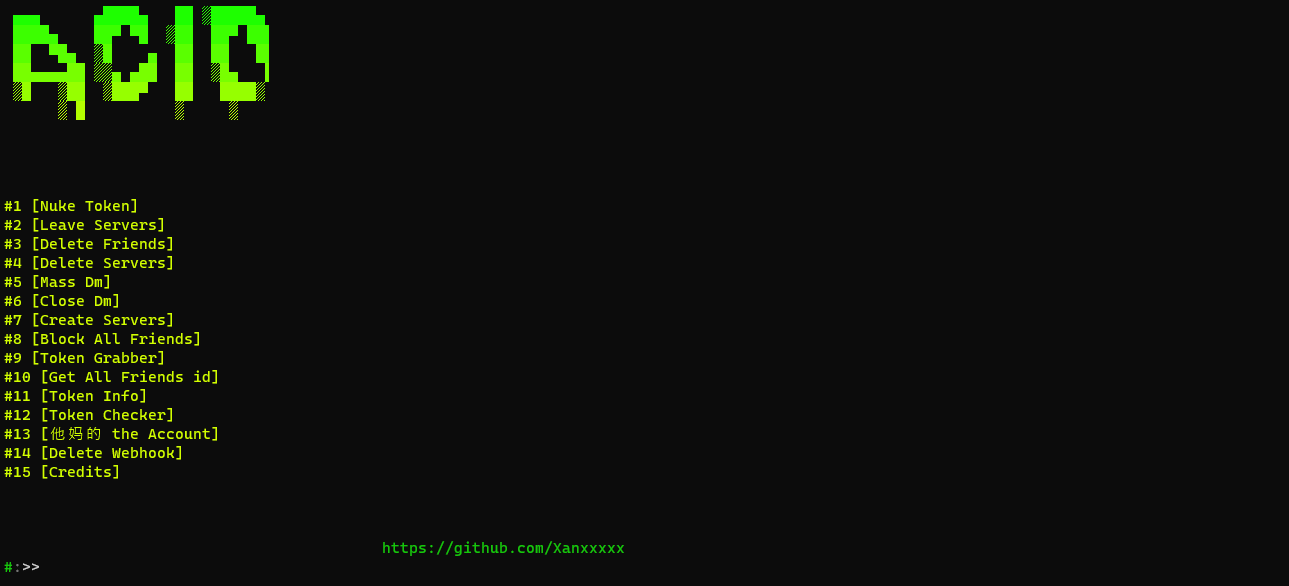 ACID
#1 [Nuke Token]
#2 [Leave Servers]
#3 [Delete Friends]
#4 [Delete Servers]
#5 [Mass Dm]
#6 [Close Dm]
#7 [Create Servers]
#8 [Block All Friends]
#9 [Token Grabber]
#10 [Get All Friends id]
#11 [Token Info]
#12 [Token Checker]
#13 [他妈的 the Account]
#14 [Delete Webhook]
#15 [Credits]
https://github.com/Xanxxxxx
#:>>